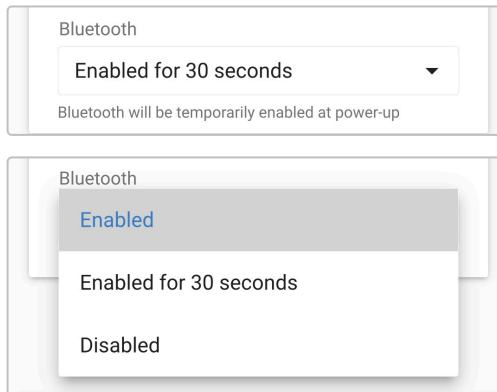 Bluetooth
Enabled for 30 seconds
Bluetooth will be temporarily enabled at power-up
Bluetooth
Enabled
Enabled for 30 seconds
Disabled